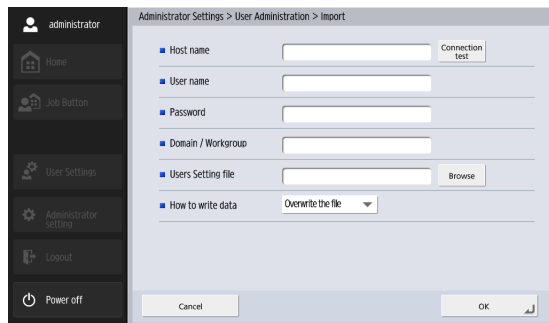 administrator
Home
Job Button
User Settings
Administrator
setting
Logout
Power off
Administrator Settings > User Administration > Import
Host name
Connection
test
User name
Password
Domain / Workgroup
Users Setting file
Browse
How to write data
Overwrite the file
Cancel
OK